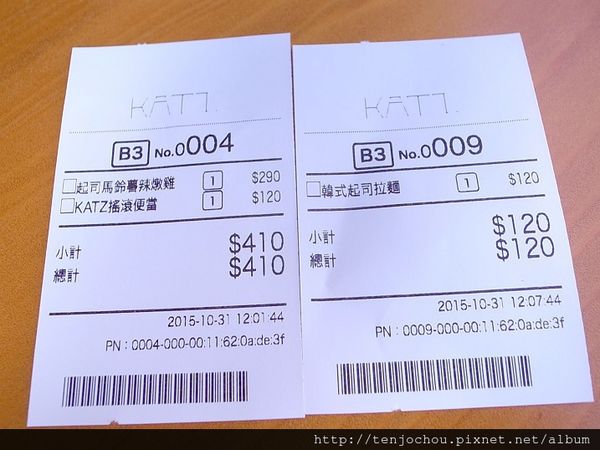 KATZ.
B3 No.0004
□起司馬鈴薯辣燉雞 1 $290
□KATZ搖滾便當 1 $120
小計 $410
總計 $410
2015-10-31 12:01:44
PN：0004-000-00:11:62:0a:de:3f
KATZ.
B3 No.0009
□韓式起司拉麵 1 $120
小計 $120
總計 $120
2015-10-31 12:07:44
PN：0009-000-00:11:62:0a:de:3f
http://tenjochou.pixnet.net/album